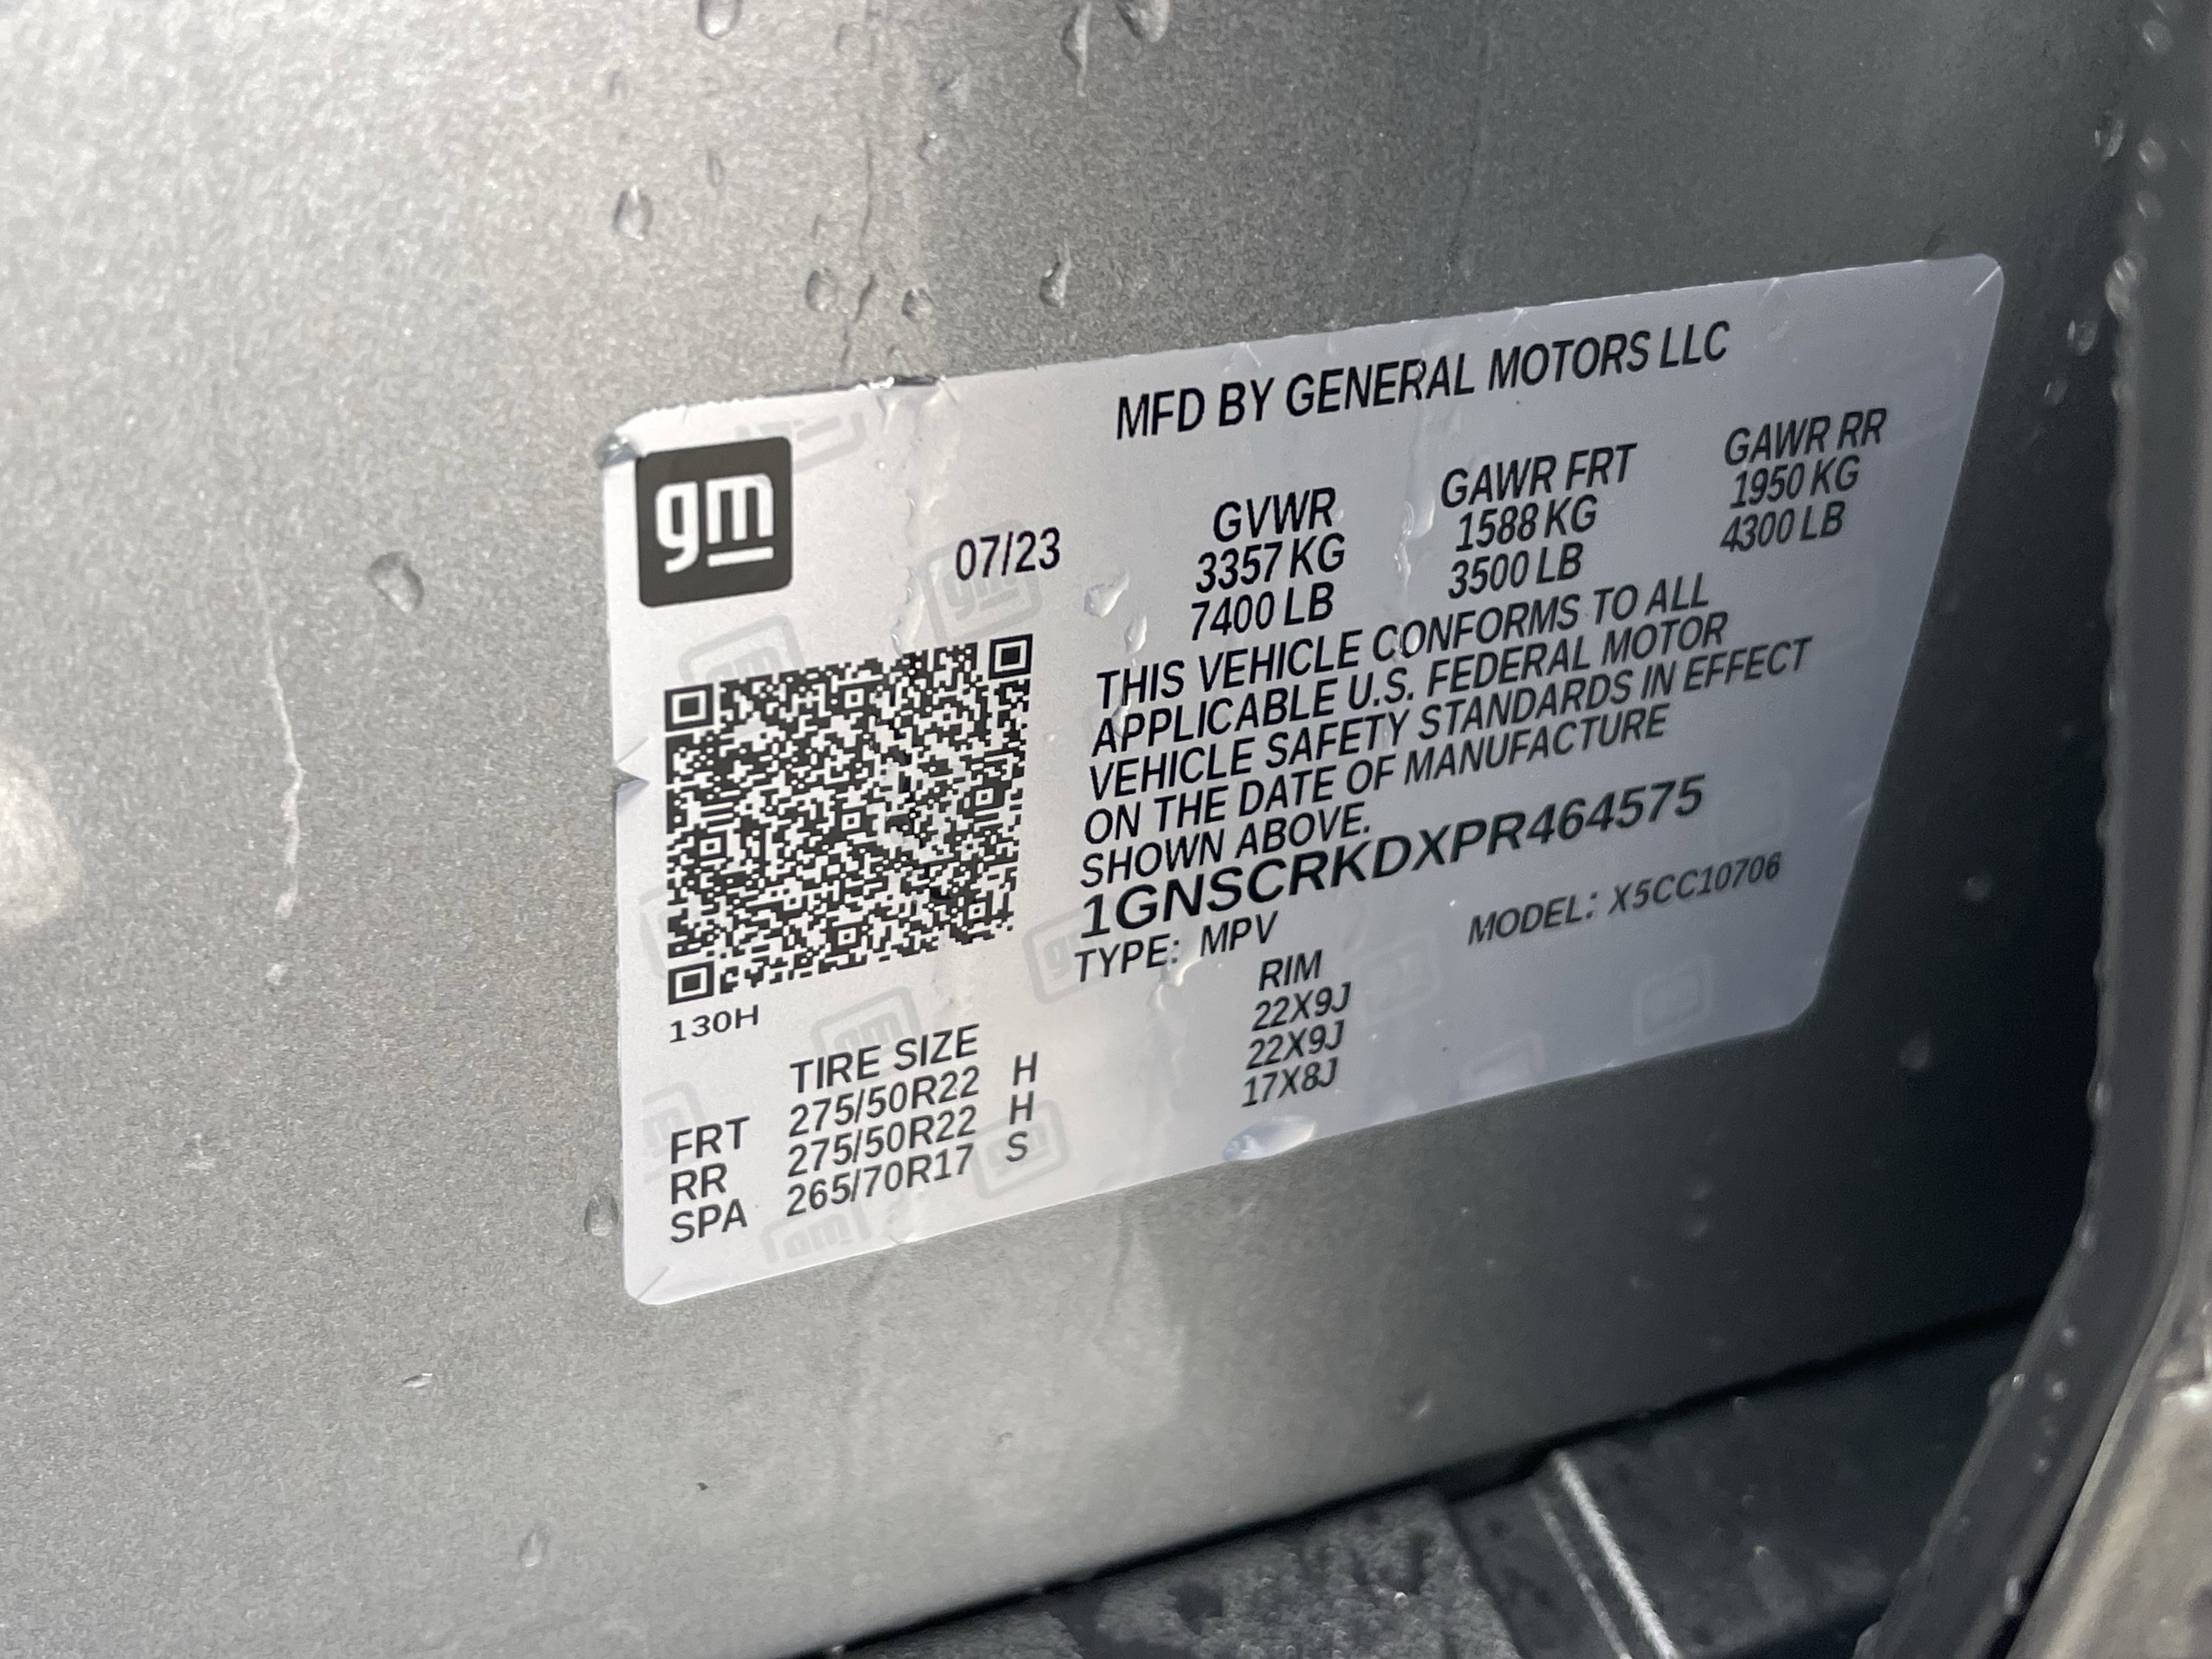 gm
MFD BY GENERAL MOTORS LLC
07/23
GVWR GAWR FRT GAWR RR
3357 KG 1588 KG 1950 KG
7400 LB 3500 LB 4300 LB
THIS VEHICLE CONFORMS TO ALL
APPLICABLE U.S. FEDERAL MOTOR
VEHICLE SAFETY STANDARDS IN EFFECT
ON THE DATE OF MANUFACTURE
SHOWN ABOVE.
1GNSCRKDXPR464575
TYPE: MPV MODEL: X5CC10706
130H
TIRE SIZE RIM
FRT 275/50R22 H 22X9J
RR 275/50R22 H 22X9J
SPA 265/70R17 S 17X8J